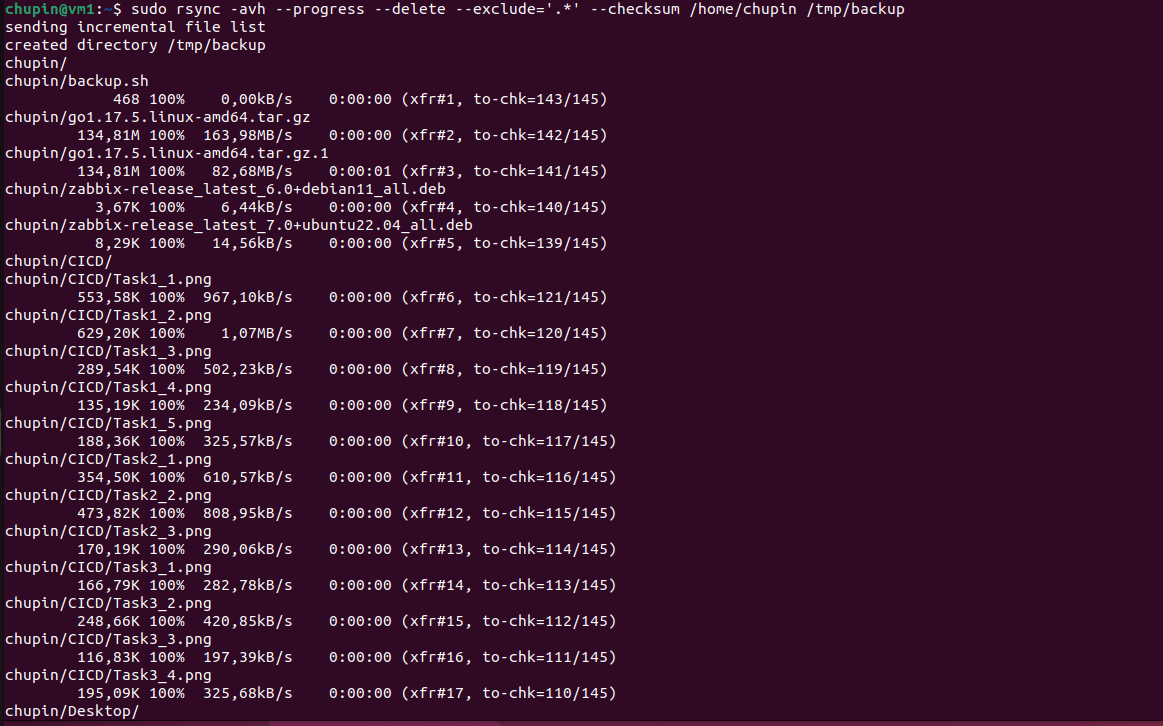 chupin@vm1:~$ sudo rsync -avh --progress --delete --exclude='.*' --checksum /home/chupin /tmp/backup
sending incremental file list
created directory /tmp/backup
chupin/
chupin/backup.sh
            468 100%    0,00kB/s    0:00:00 (xfr#1, to-chk=143/145)
chupin/go1.17.5.linux-amd64.tar.gz
        134,81M 100%  163,98MB/s    0:00:00 (xfr#2, to-chk=142/145)
chupin/go1.17.5.linux-amd64.tar.gz.1
        134,81M 100%   82,68MB/s    0:00:01 (xfr#3, to-chk=141/145)
chupin/zabbix-release_latest_6.0+debian11_all.deb
          3,67K 100%    6,44kB/s    0:00:00 (xfr#4, to-chk=140/145)
chupin/zabbix-release_latest_7.0+ubuntu22.04_all.deb
          8,29K 100%   14,56kB/s    0:00:00 (xfr#5, to-chk=139/145)
chupin/CICD/
chupin/CICD/Task1_1.png
        553,58K 100%  967,10kB/s    0:00:00 (xfr#6, to-chk=121/145)
chupin/CICD/Task1_2.png
        629,20K 100%    1,07MB/s    0:00:00 (xfr#7, to-chk=120/145)
chupin/CICD/Task1_3.png
        289,54K 100%  502,23kB/s    0:00:00 (xfr#8, to-chk=119/145)
chupin/CICD/Task1_4.png
        135,19K 100%  234,09kB/s    0:00:00 (xfr#9, to-chk=118/145)
chupin/CICD/Task1_5.png
        188,36K 100%  325,57kB/s    0:00:00 (xfr#10, to-chk=117/145)
chupin/CICD/Task2_1.png
        354,50K 100%  610,57kB/s    0:00:00 (xfr#11, to-chk=116/145)
chupin/CICD/Task2_2.png
        473,82K 100%  808,95kB/s    0:00:00 (xfr#12, to-chk=115/145)
chupin/CICD/Task2_3.png
        170,19K 100%  290,06kB/s    0:00:00 (xfr#13, to-chk=114/145)
chupin/CICD/Task3_1.png
        166,79K 100%  282,78kB/s    0:00:00 (xfr#14, to-chk=113/145)
chupin/CICD/Task3_2.png
        248,66K 100%  420,85kB/s    0:00:00 (xfr#15, to-chk=112/145)
chupin/CICD/Task3_3.png
        116,83K 100%  197,39kB/s    0:00:00 (xfr#16, to-chk=111/145)
chupin/CICD/Task3_4.png
        195,09K 100%  325,68kB/s    0:00:00 (xfr#17, to-chk=110/145)
chupin/Desktop/